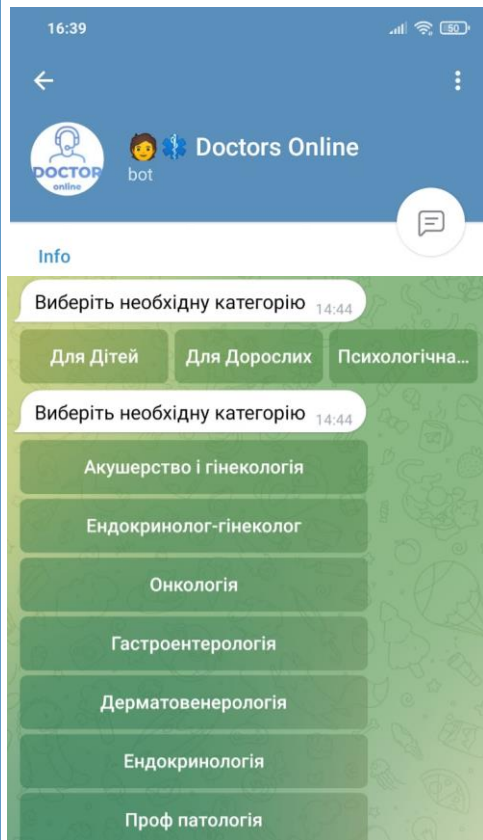 16:39
50
DOCTOR
online
🧑⚕️ Doctors Online
bot
Info
Виберіть необхідну категорію 14:44
Для Дітей Для Дорослих Психологічна...
Виберіть необхідну категорію 14:44
Акушерство і гінекологія
Ендокринолог-гінеколог
Онкологія
Гастроентерологія
Дерматовенерологія
Ендокринологія
Проф патологія